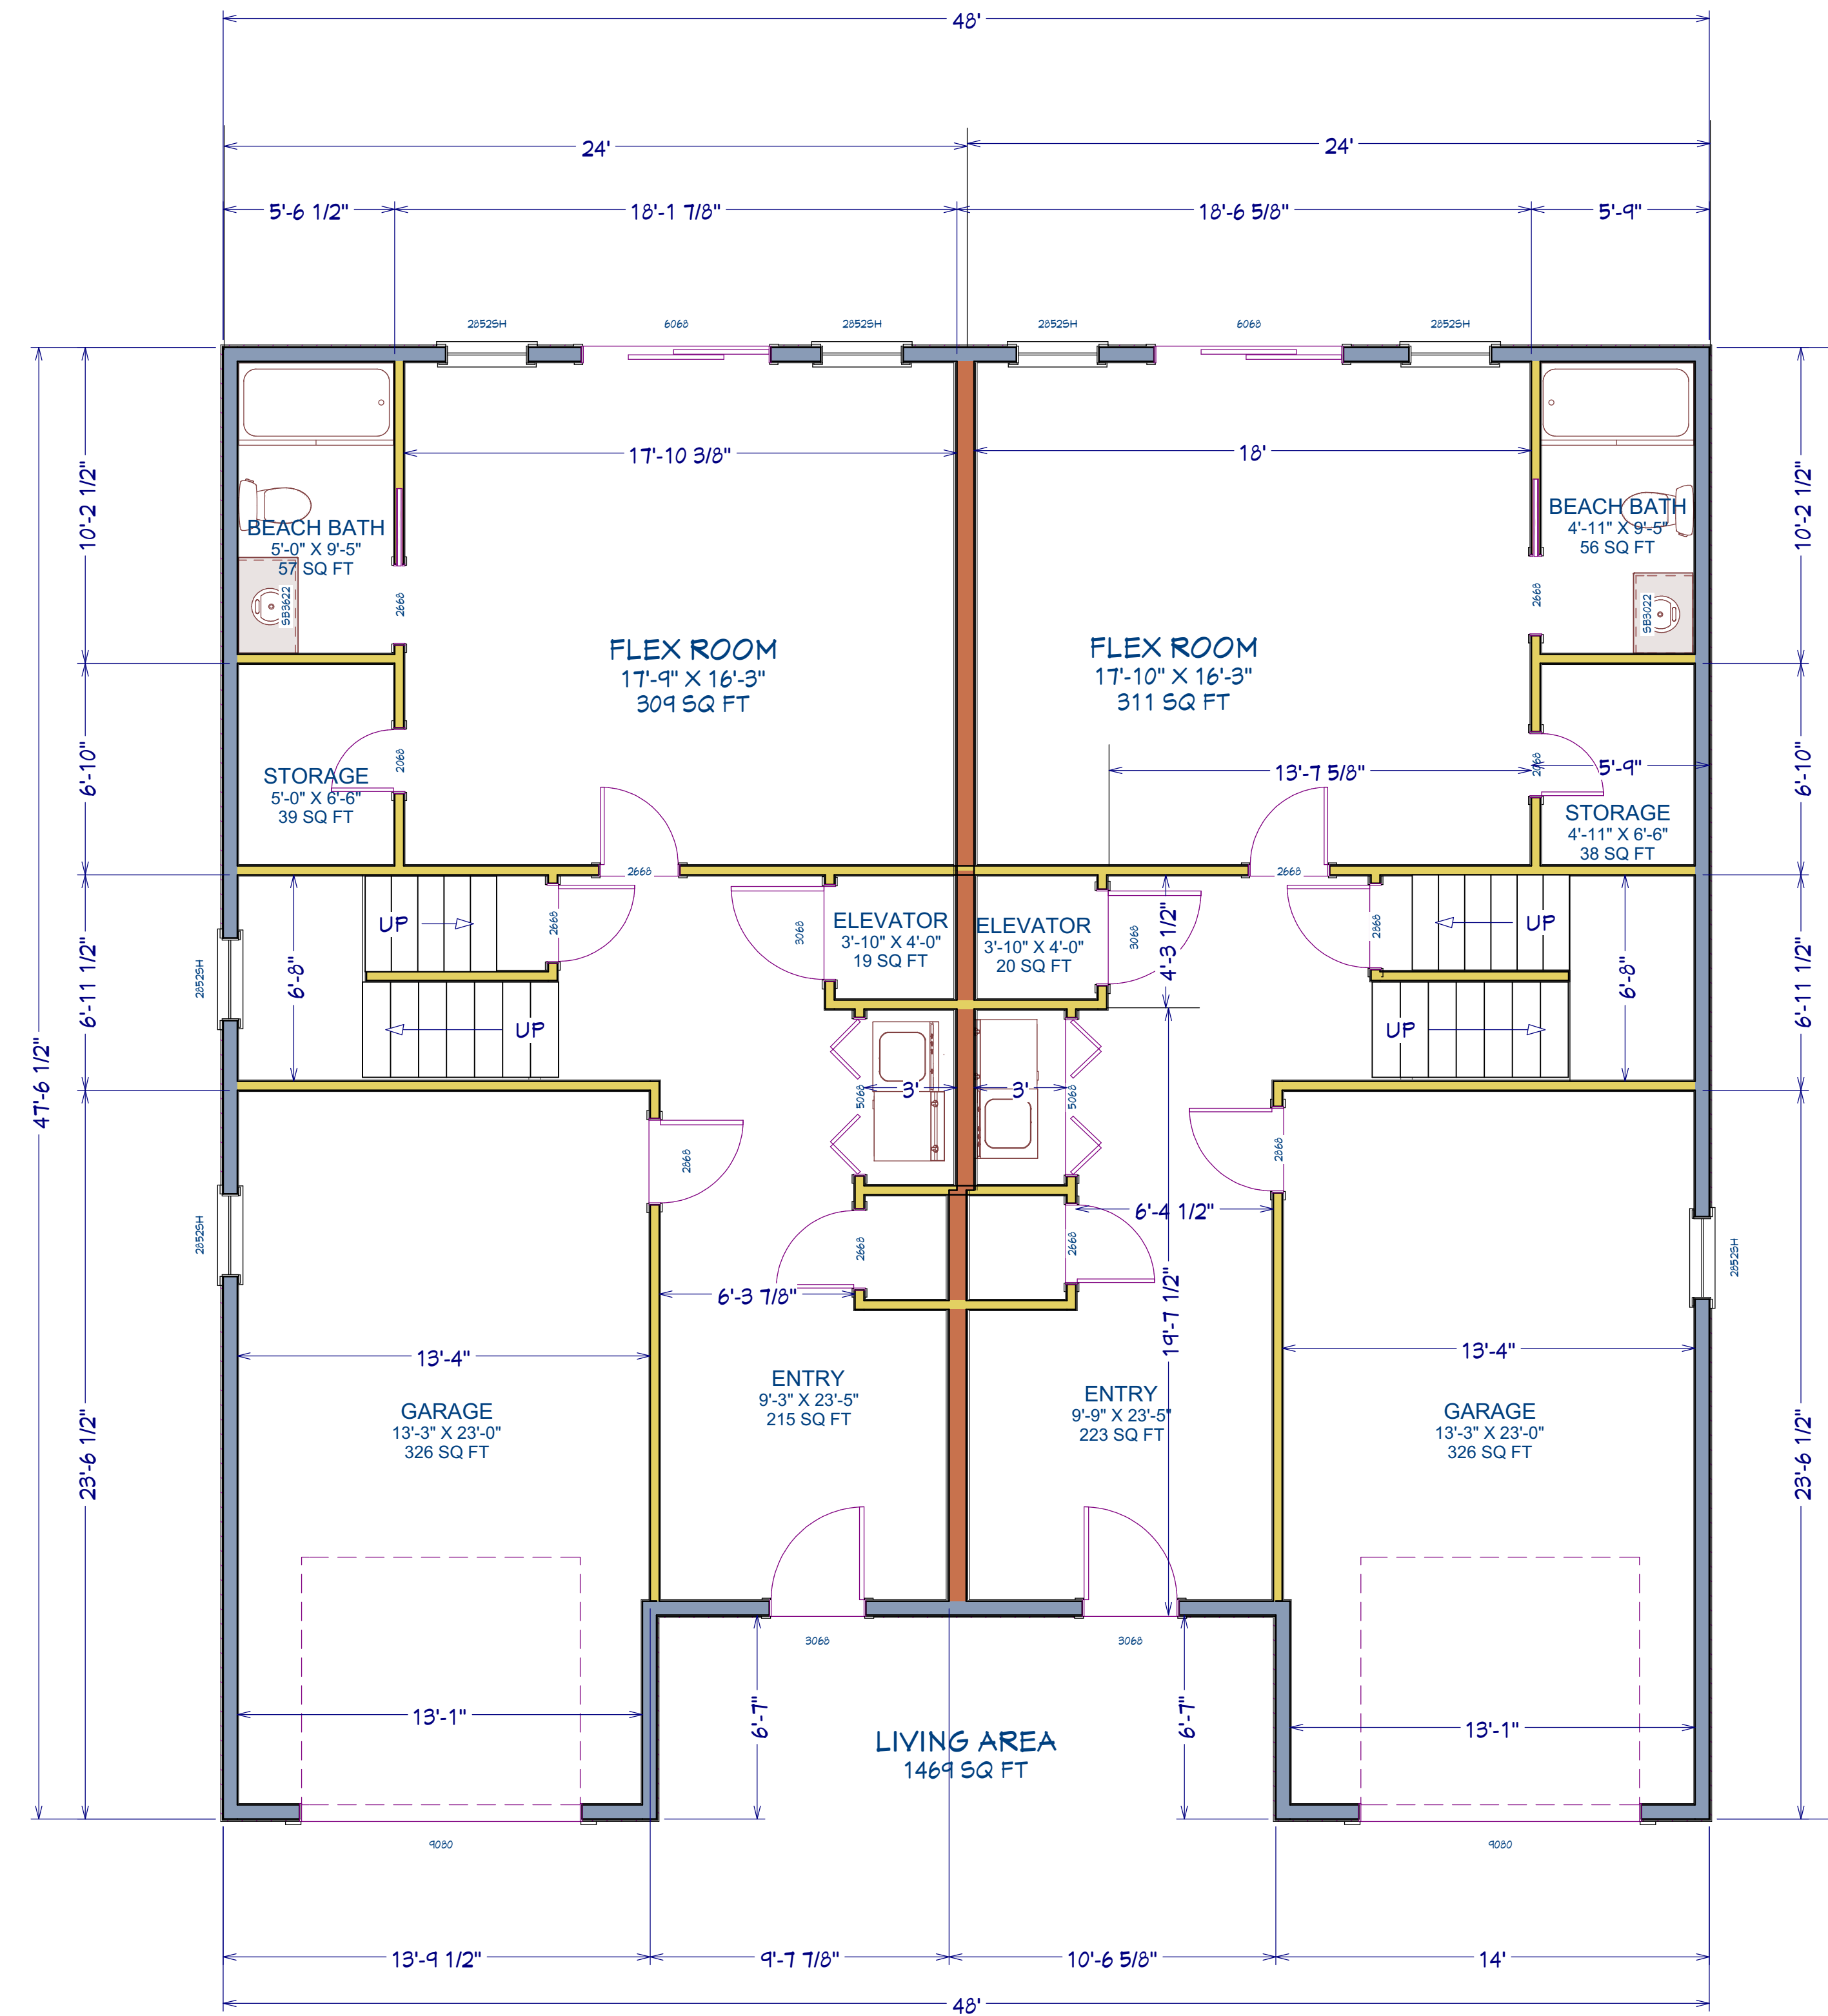 48'
24'
24'
5'-6 1/2"
18'-1 7/8"
18'-6 5/8"
5'-9"
2852SH
6068
2852SH
2852SH
6068
2852SH
17'-10 3/8"
18'
10'-2 1/2"
10'-2 1/2"
BEACH BATH
5'-0" X 9'-5"
57 SQ FT
BEACH BATH
4'-11" X 9'-5"
56 SQ FT
SB3622
2668
2668
SB3022
FLEX ROOM
17'-9" X 16'-3"
309 SQ FT
FLEX ROOM
17'-10" X 16'-3"
311 SQ FT
6'-10"
STORAGE
5'-0" X 6'-6"
39 SQ FT
2068
13'-7 5/8"
2068
5'-9"
STORAGE
4'-11" X 6'-6"
38 SQ FT
6'-10"
2668
2668
6'-11 1/2"
2852SH
6'-8"
UP
2668
3068
ELEVATOR
3'-10" X 4'-0"
19 SQ FT
ELEVATOR
3'-10" X 4'-0"
20 SQ FT
3068
4'-3 1/2"
2868
UP
6'-8"
6'-11 1/2"
UP
UP
47'-6 1/2"
5068
3'
3'
5068
2868
2868
2852SH
2668
2668
6'-4 1/2"
2852SH
6'-3 7/8"
19'-7 1/2"
13'-4"
13'-4"
23'-6 1/2"
GARAGE
13'-3" X 23'-0"
326 SQ FT
ENTRY
9'-3" X 23'-5"
215 SQ FT
ENTRY
9'-9" X 23'-5"
223 SQ FT
GARAGE
13'-3" X 23'-0"
326 SQ FT
23'-6 1/2"
3068
3068
13'-1"
6'-7"
6'-7"
13'-1"
LIVING AREA
1469 SQ FT
9080
9080
13'-9 1/2"
9'-7 7/8"
10'-6 5/8"
14'
48'